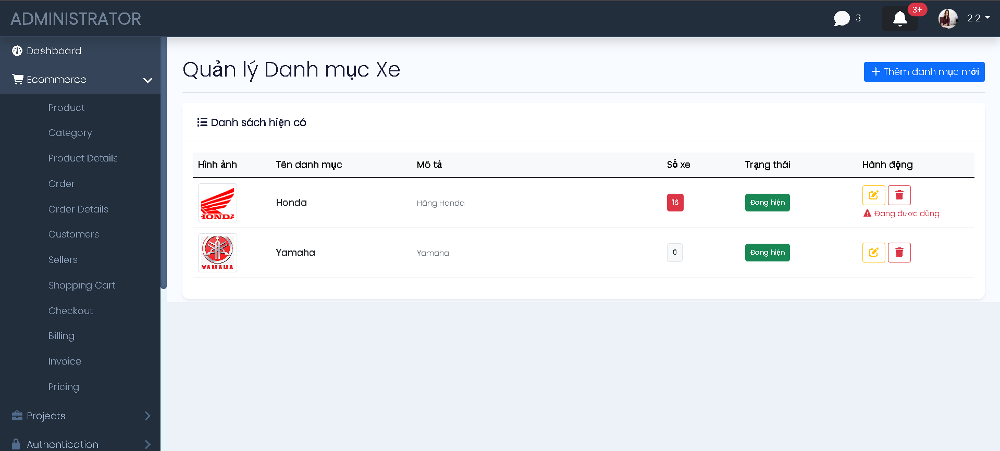 ADMINISTRATOR
3
3+
2 2
Dashboard
Ecommerce
Product
Category
Product Details
Order
Order Details
Customers
Sellers
Shopping Cart
Checkout
Billing
Invoice
Pricing
Projects
Authentication
Quản lý Danh mục Xe
Thêm danh mục mới
Danh sách hiện có
Hình ảnh Tên danh mục Mô tả Số xe Trạng thái Hành động
HONDA
Honda Hãng Honda 16 Đang hiện
Đang được dùng
YAMAHA
Yamaha Yamaha 0 Đang hiện